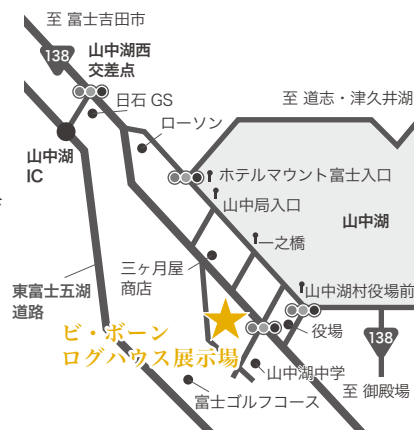 至 富士吉田市
138
山中湖西
交差点
日石 GS
至 道志・津久井湖
ローソン
山中湖
IC
ホテルマウント富士入口
山中局入口
山中湖
一之橋
三ヶ月屋
商店
東富士五湖
道路
山中湖村役場前
ビ・ボーン
ログハウス展示場
役場
138
山中湖中学
至 御殿場
富士ゴルフコース